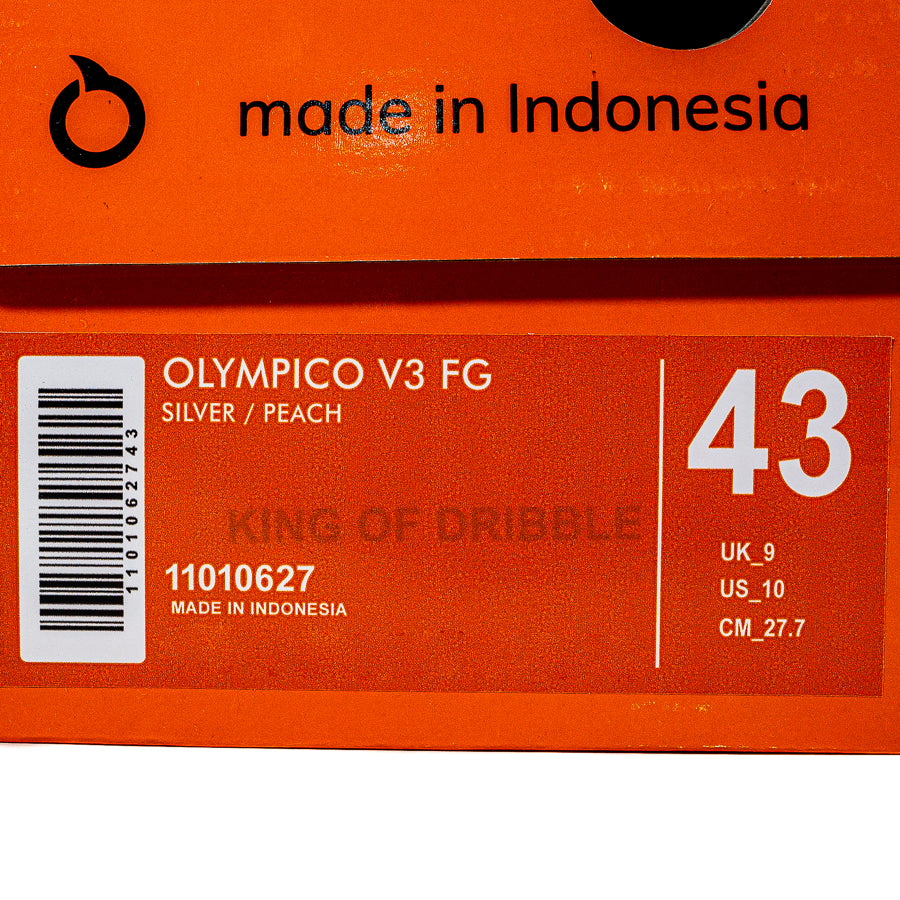 made in Indonesia
OLYMPICO V3 FG
SILVER / PEACH
1101062743
KING OF DRIBBLE
11010627
MADE IN INDONESIA
43
UK_9
US_10
CM_27.7